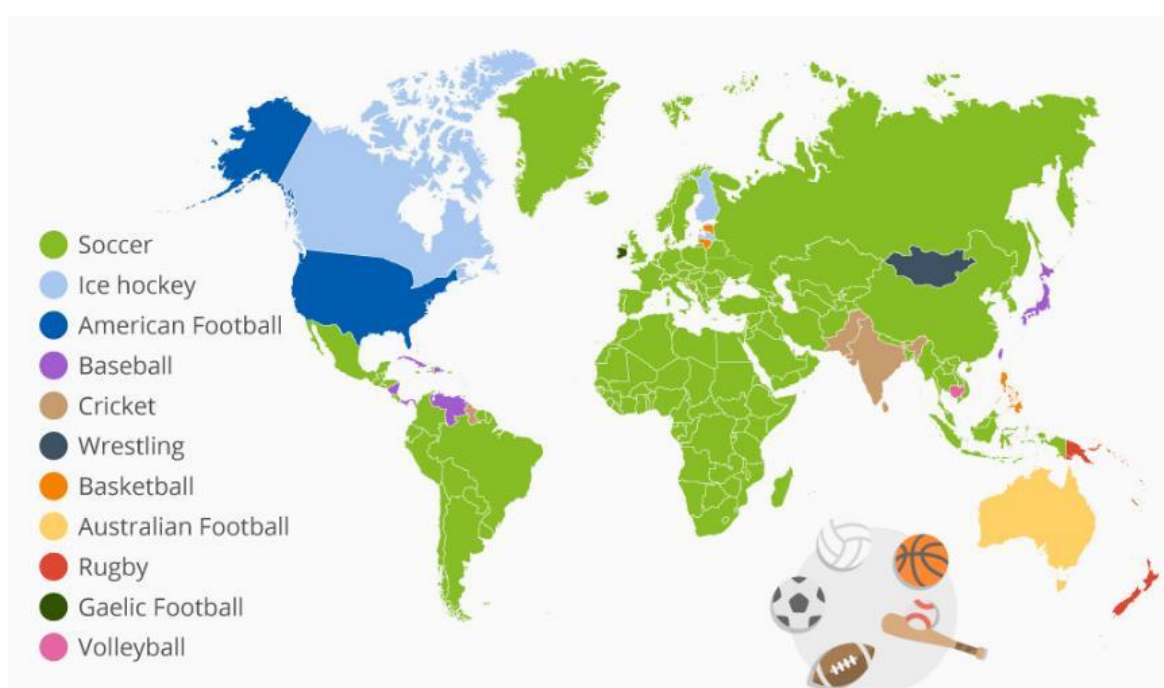 Soccer
Ice hockey
American Football
Baseball
Cricket
Wrestling
Basketball
Australian Football
Rugby
Gaelic Football
Volleyball